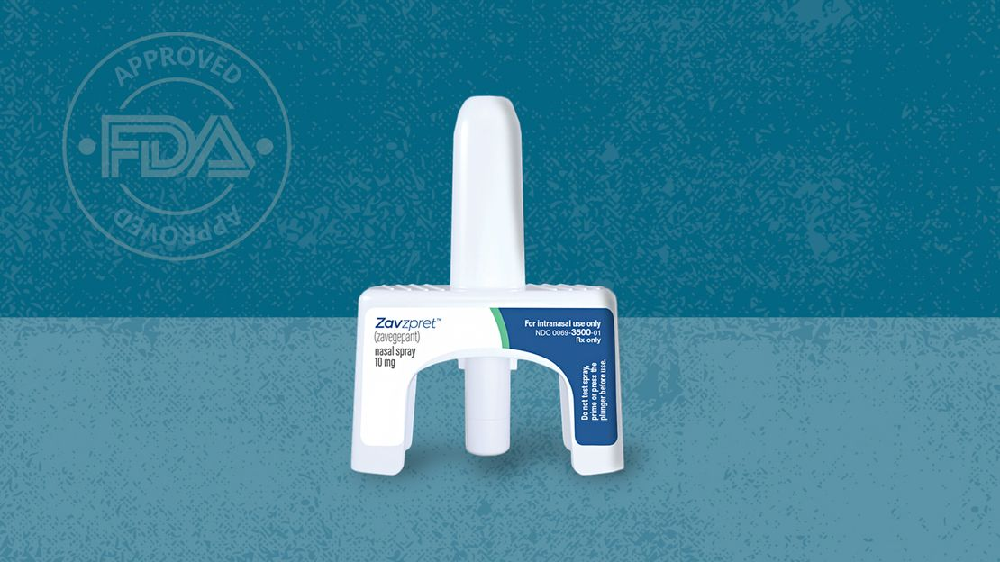 APPROVED
FDA
APPROVED
Zavzpret™
(zavegepant)
nasal spray
10 mg
For intranasal use only
NDC 0069-3500-01
Rx only
Do not test spray,
prime or press the
plunger before use.